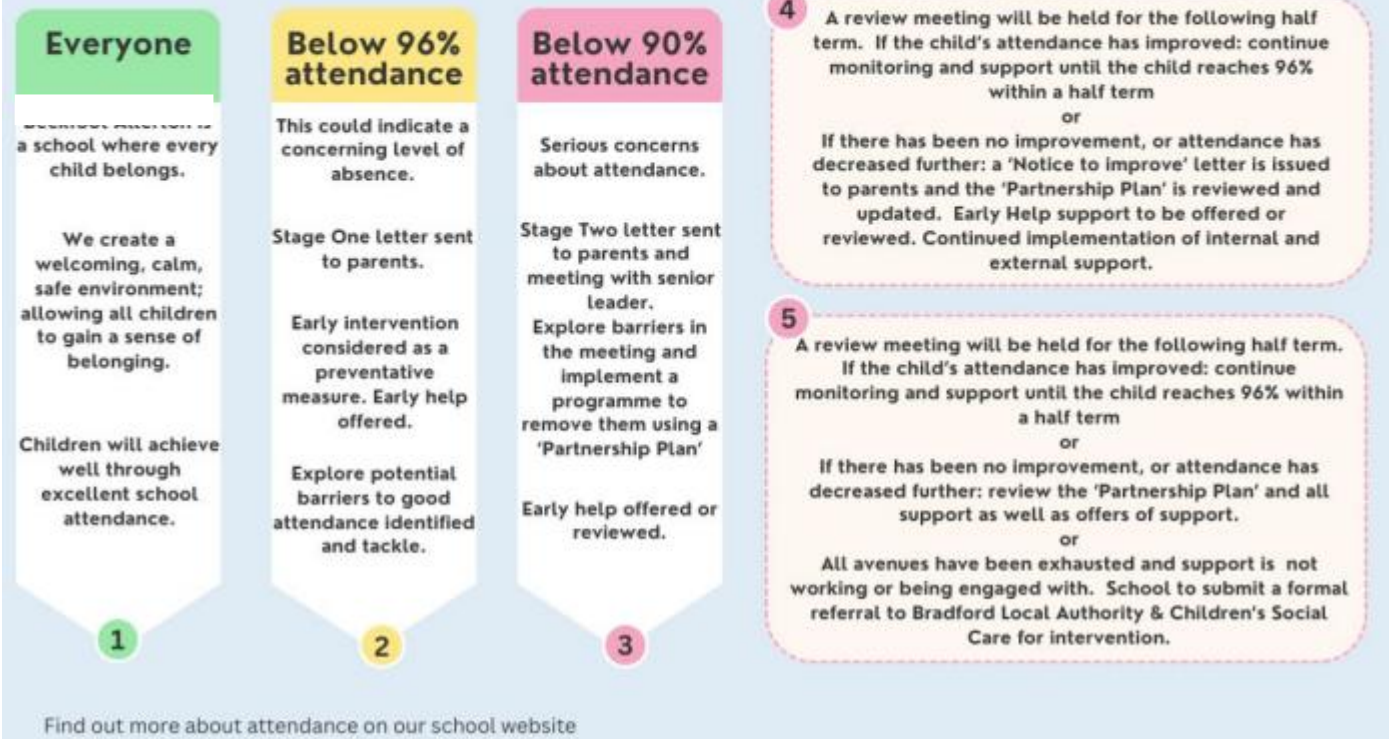 Everyone
a school where every
child belongs.
We create a
welcoming, calm,
safe environment;
allowing all children
to gain a sense of
belonging.
Children will achieve
well through
excellent school
attendance.
1
Below 96%
attendance
This could indicate a
concerning level of
absence.
Stage One letter sent
to parents.
Early intervention
considered as a
preventative
measure. Early help
offered.
Explore potential
barriers to good
attendance identified
and tackle.
2
Below 90%
attendance
Serious concerns
about attendance.
Stage Two letter sent
to parents and
meeting with senior
leader.
Explore barriers in
the meeting and
implement a
programme to
remove them using a
‘Partnership Plan’
Early help offered or
reviewed.
3
4
A review meeting will be held for the following half
term. If the child’s attendance has improved: continue
monitoring and support until the child reaches 96%
within a half term
or
If there has been no improvement, or attendance has
decreased further: a ‘Notice to improve’ letter is issued
to parents and the ‘Partnership Plan’ is reviewed and
updated. Early Help support to be offered or
reviewed. Continued implementation of internal and
external support.
5
A review meeting will be held for the following half term.
If the child’s attendance has improved: continue
monitoring and support until the child reaches 96% within
a half term
or
If there has been no improvement, or attendance has
decreased further: review the ‘Partnership Plan’ and all
support as well as offers of support.
or
All avenues have been exhausted and support is not
working or being engaged with. School to submit a formal
referral to Bradford Local Authority & Children’s Social
Care for intervention.
Find out more about attendance on our school website